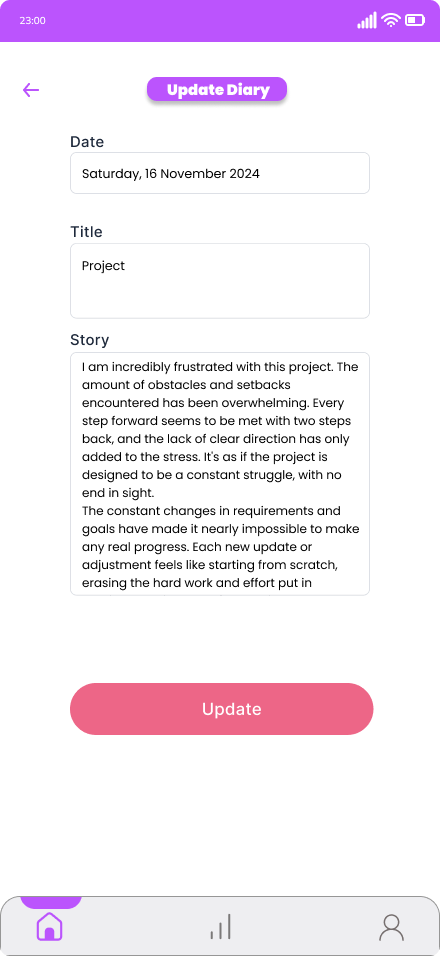 23:00
Update Diary
Date
Saturday, 16 November 2024
Title
Project
Story
I am incredibly frustrated with this project. The
amount of obstacles and setbacks
encountered has been overwhelming. Every
step forward seems to be met with two steps
back, and the lack of clear direction has only
added to the stress. It's as if the project is
designed to be a constant struggle, with no
end in sight.
The constant changes in requirements and
goals have made it nearly impossible to make
any real progress. Each new update or
adjustment feels like starting from scratch,
erasing the hard work and effort put in
Update